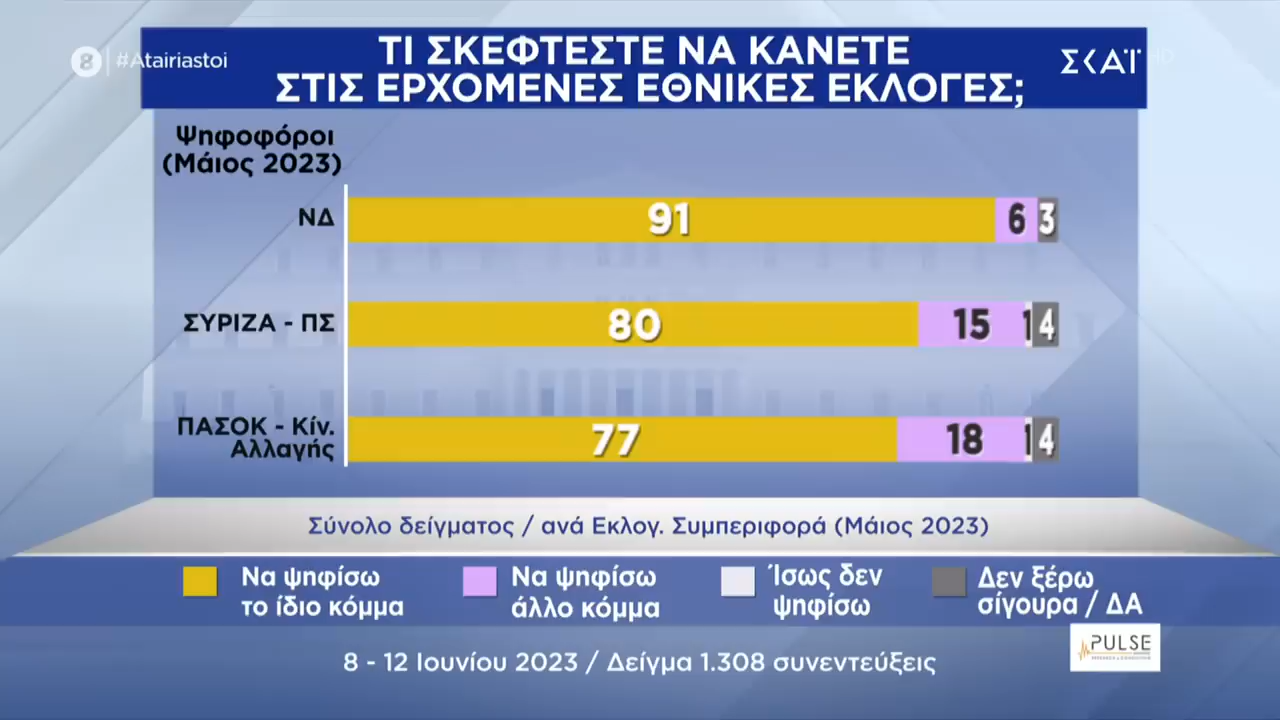 8 #Atairiastoi
ΤΙ ΣΚΕΦΤΕΣΤΕ ΝΑ ΚΑΝΕΤΕ
ΣΤΙΣ ΕΡΧΟΜΕΝΕΣ ΕΘΝΙΚΕΣ ΕΚΛΟΓΕΣ;
ΣΚΑΪ HD
Ψηφοφόροι
(Μάιος 2023)
ΝΔ 91 6 3
ΣΥΡΙΖΑ - ΠΣ 80 15 1 4
ΠΑΣΟΚ - Κίν.
Αλλαγής 77 18 1 4
Σύνολο δείγματος / ανά Εκλογ. Συμπεριφορά (Μάιος 2023)
Να ψηφίσω
το ίδιο κόμμα
Να ψηφίσω
άλλο κόμμα
Ίσως δεν
ψηφίσω
Δεν ξέρω
σίγουρα / ΔΑ
8 - 12 Ιουνίου 2023 / Δείγμα 1.308 συνεντεύξεις
PULSE